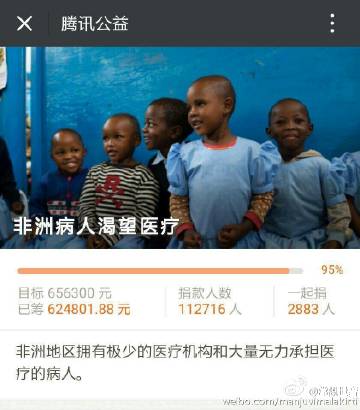 腾讯公益
非洲病人渴望医疗
95%
目标 656300 元 捐款人数 一起捐
已筹 624801.88 元 112716 人 2883 人
非洲地区拥有极少的医疗机构和大量无力承担医
疗的病人。
weibo.com/manjuvimalakirti